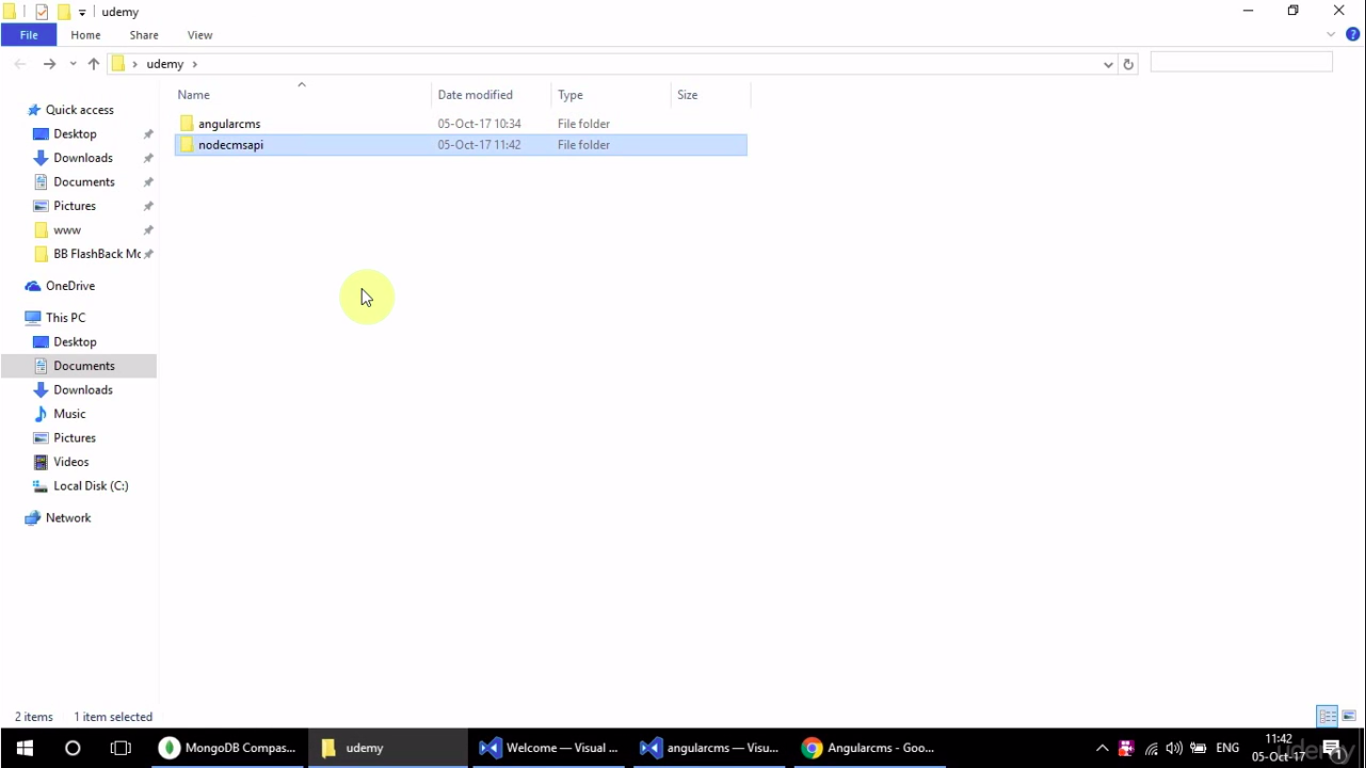 udemy
File Home Share View
udemy
Name Date modified Type Size
angularcms 05-Oct-17 10:34 File folder
nodecmsapi 05-Oct-17 11:42 File folder
Quick access
Desktop
Downloads
Documents
Pictures
www
BB FlashBack Mc
OneDrive
This PC
Desktop
Documents
Downloads
Music
Pictures
Videos
Local Disk (C:)
Network
2 items 1 item selected
MongoDB Compas... udemy Welcome — Visual ... angularcms — Visu... Angularcms - Goo... ENG 11:42
05-Oct-17
udemy
1